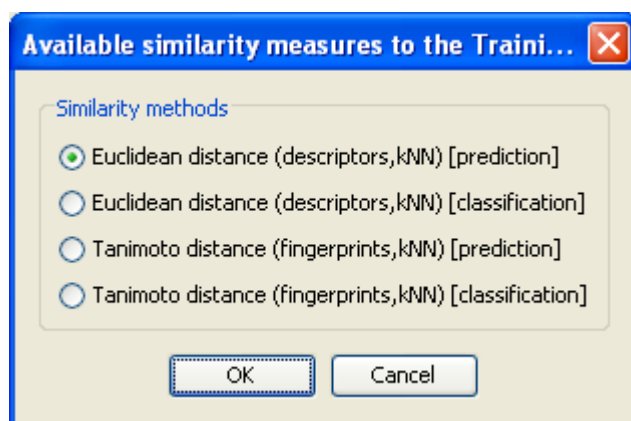 Available similarity measures to the Traini...
Similarity methods
Euclidean distance (descriptors,kNN) [prediction]
Euclidean distance (descriptors,kNN) [classification]
Tanimoto distance (fingerprints,kNN) [prediction]
Tanimoto distance (fingerprints,kNN) [classification]
OK Cancel